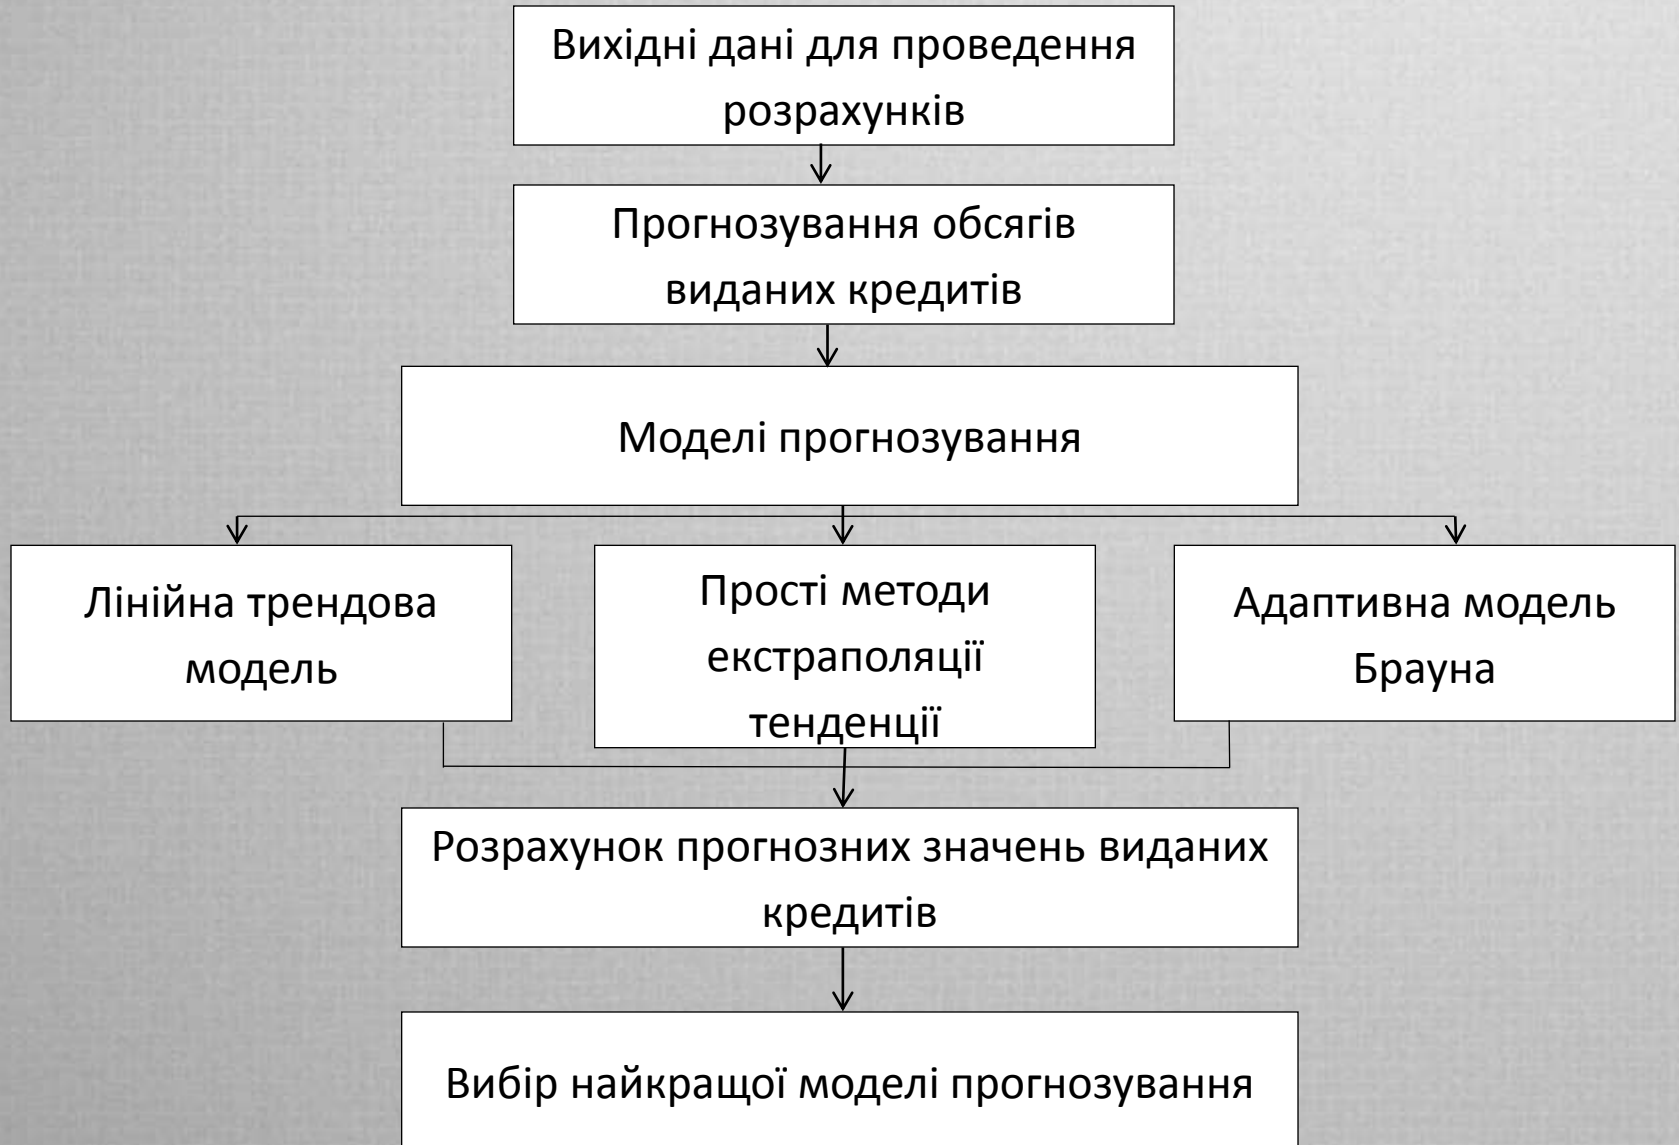 Вихідні дані для проведення
розрахунків
Прогнозування обсягів
виданих кредитів
Моделі прогнозування
Лінійна трендова
модель
Прості методи
екстраполяції
тенденції
Адаптивна модель
Брауна
Розрахунок прогнозних значень виданих
кредитів
Вибір найкращої моделі прогнозування